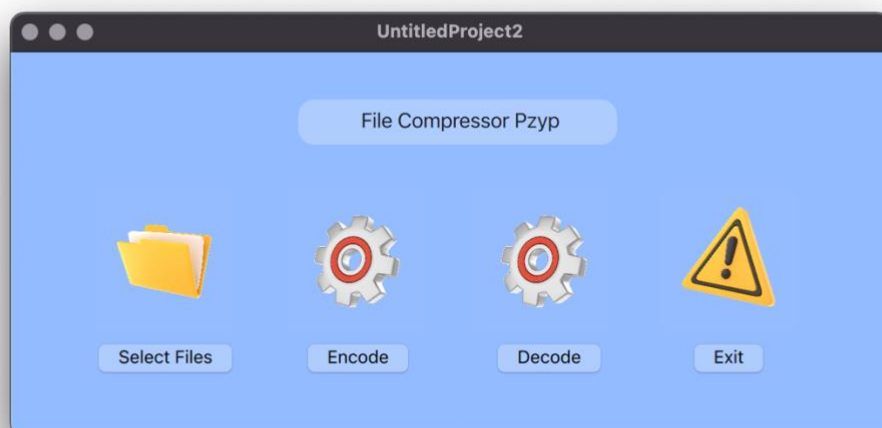 UntitledProject2
File Compressor Pzyp
Select Files
Encode
Decode
Exit